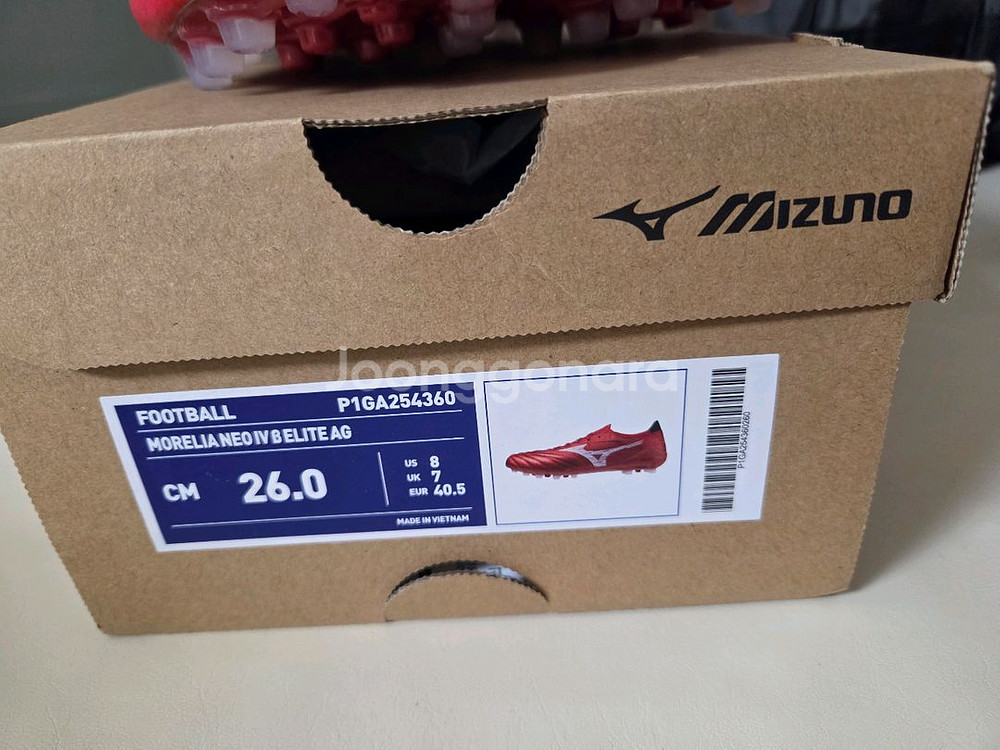 MIZUNO
Joonggonara
FOOTBALL P1GA254360
MORELIA NEO IV β ELITE AG
CM 26.0
US 8
UK 7
EUR 40.5
MADE IN VIETNAM
P1GA254360260